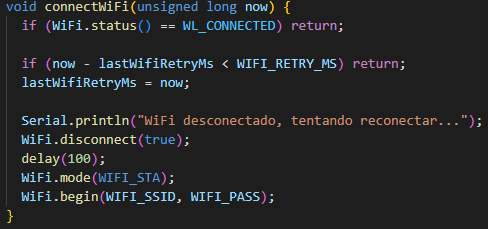 void connectWiFi(unsigned long now) {
  if (WiFi.status() == WL_CONNECTED) return;

  if (now - lastWifiRetryMs < WIFI_RETRY_MS) return;
  lastWifiRetryMs = now;

  Serial.println("WiFi desconectado, tentando reconectar...");
  WiFi.disconnect(true);
  delay(100);
  WiFi.mode(WIFI_STA);
  WiFi.begin(WIFI_SSID, WIFI_PASS);
}